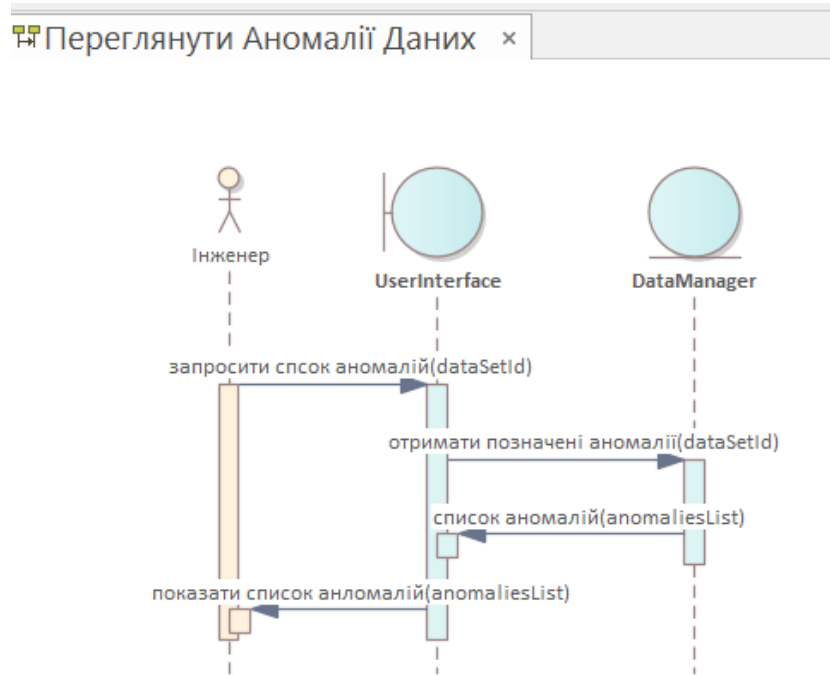 Переглянути Аномалії Даних ×
Інженер
UserInterface
DataManager
запросити спсок аномалій(dataSetId)
отримати позначені аномалії(dataSetId)
список аномалій(anomaliesList)
показати список анломалій(anomaliesList)